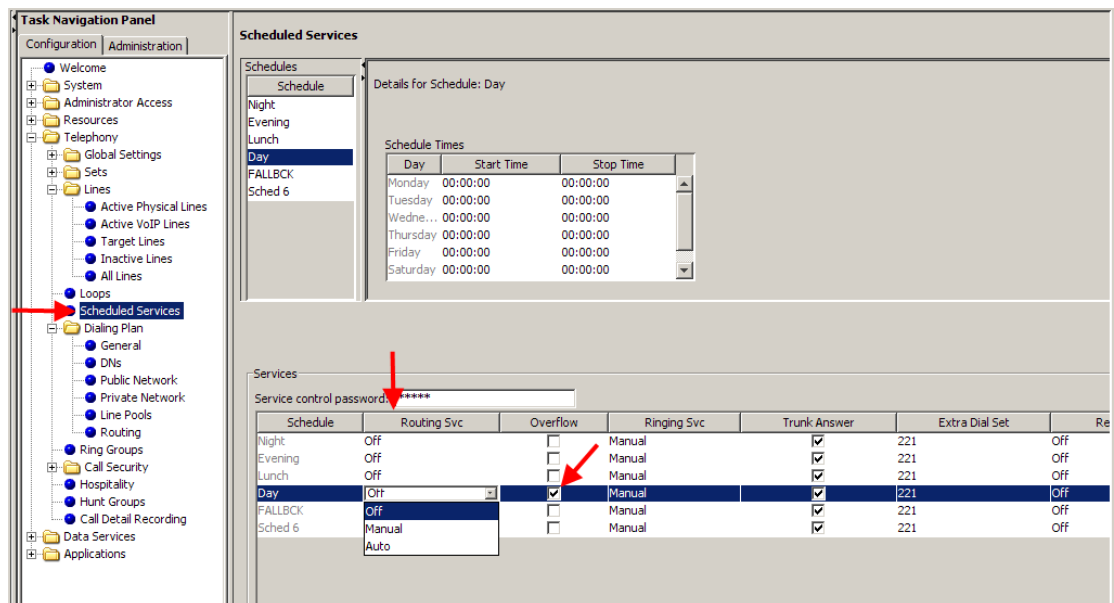 Task Navigation Panel
Configuration Administration
Welcome
System
Administrator Access
Resources
Telephony
Global Settings
Sets
Lines
Active Physical Lines
Active VoIP Lines
Target Lines
Inactive Lines
All Lines
Loops
Scheduled Services
Dialing Plan
General
DNs
Public Network
Private Network
Line Pools
Routing
Ring Groups
Call Security
Hospitality
Hunt Groups
Call Detail Recording
Data Services
Applications
Scheduled Services
Schedules
Schedule
Night
Evening
Lunch
Day
FALLBCK
Sched 6
Details for Schedule: Day
Schedule Times
Day Start Time Stop Time
Monday 00:00:00 00:00:00
Tuesday 00:00:00 00:00:00
Wedne... 00:00:00 00:00:00
Thursday 00:00:00 00:00:00
Friday 00:00:00 00:00:00
Saturday 00:00:00 00:00:00
Services
Service control password: *****
Schedule Routing Svc Overflow Ringing Svc Trunk Answer Extra Dial Set Re
Night Off Manual 221 Off
Evening Off Manual 221 Off
Lunch Off Manual 221 Off
Day Off Manual 221 Off
FALLBCK Off Manual 221 Off
Sched 6 Manual Manual 221 Off
Auto